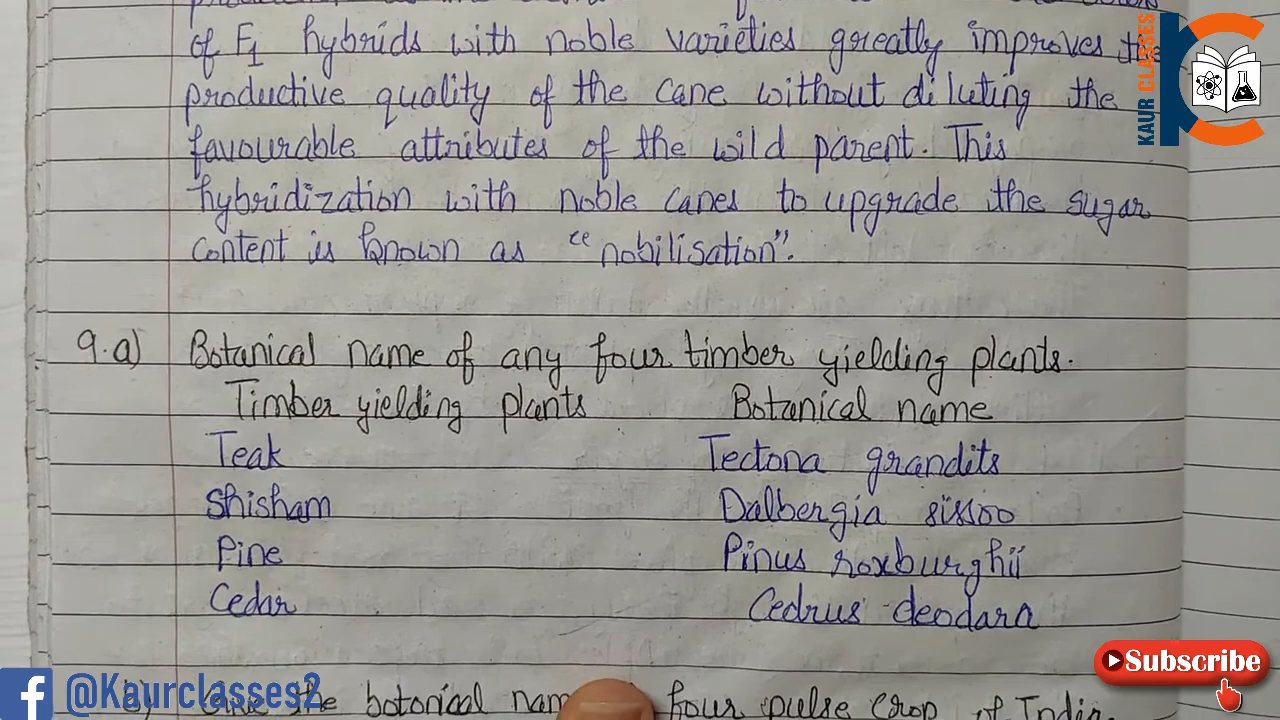 of F1 hybrids with noble varieties greatly improves the
productive quality of the cane without diluting the
favourable attributes of the wild parent. This
hybridization with noble canes to upgrade the sugar
content is known as "nobilisation".
9.a) Botanical name of any four timber yielding plants.
Timber yielding plants Botanical name
Teak Tectona grandits
Shisham Dalbergia sissoo
Pine Pinus roxburghii
Cedar Cedrus deodara
the botonical four pulse crop of India.
KAUR CLASSES
Subscribe
@Kaurclasses2